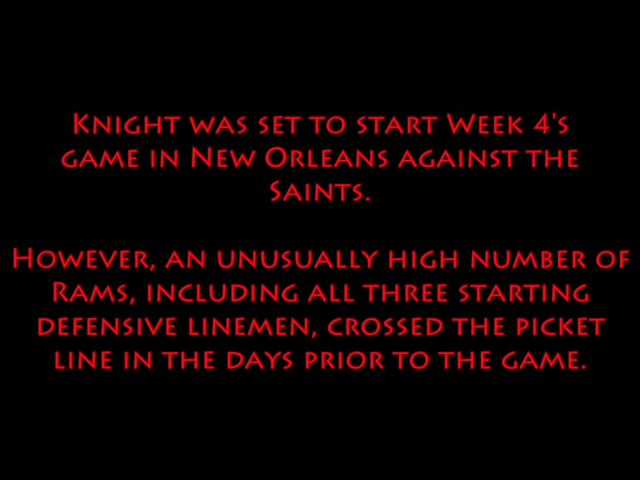 Knight was set to start Week 4's
game in New Orleans against the
Saints.
However, an unusually high number of
Rams, including all three starting
defensive linemen, crossed the picket
line in the days prior to the game.